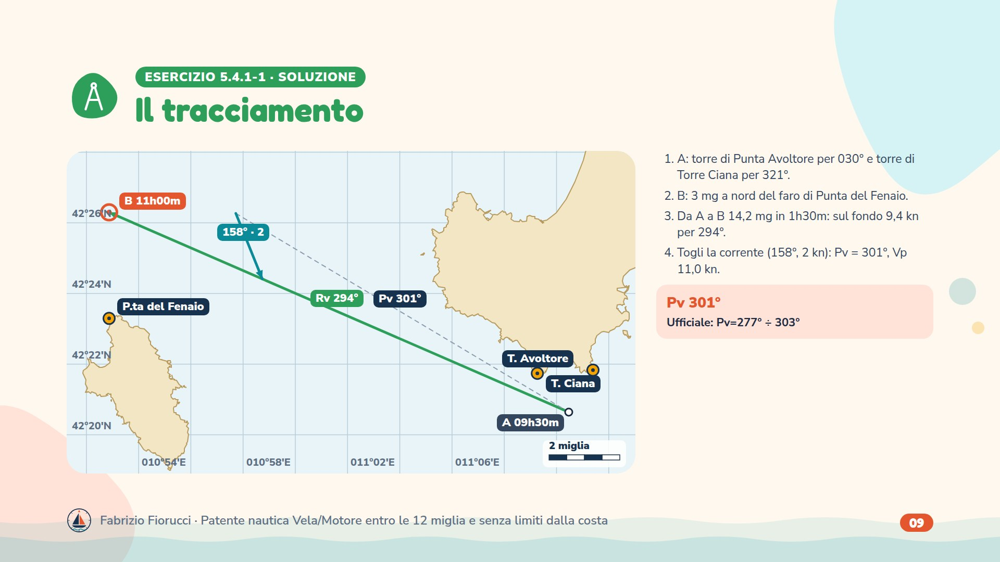 ESERCIZIO 5.4.1-1 · SOLUZIONE
Il tracciamento
B 11h00m
42°26'N
158° · 2
42°24'N
Rv 294°
Pv 301°
P.ta del Fenaio
42°22'N
T. Avoltore
T. Ciana
42°20'N
A 09h30m
2 miglia
010°54'E
010°58'E
011°02'E
011°06'E
1. A: torre di Punta Avoltore per 030° e torre di
Torre Ciana per 321°.
2. B: 3 mg a nord del faro di Punta del Fenaio.
3. Da A a B 14,2 mg in 1h30m: sul fondo 9,4 kn
per 294°.
4. Togli la corrente (158°, 2 kn): Pv = 301°, Vp
11,0 kn.
Pv 301°
Ufficiale: Pv=277° ÷ 303°
Fabrizio Fiorucci · Patente nautica Vela/Motore entro le 12 miglia e senza limiti dalla costa
09